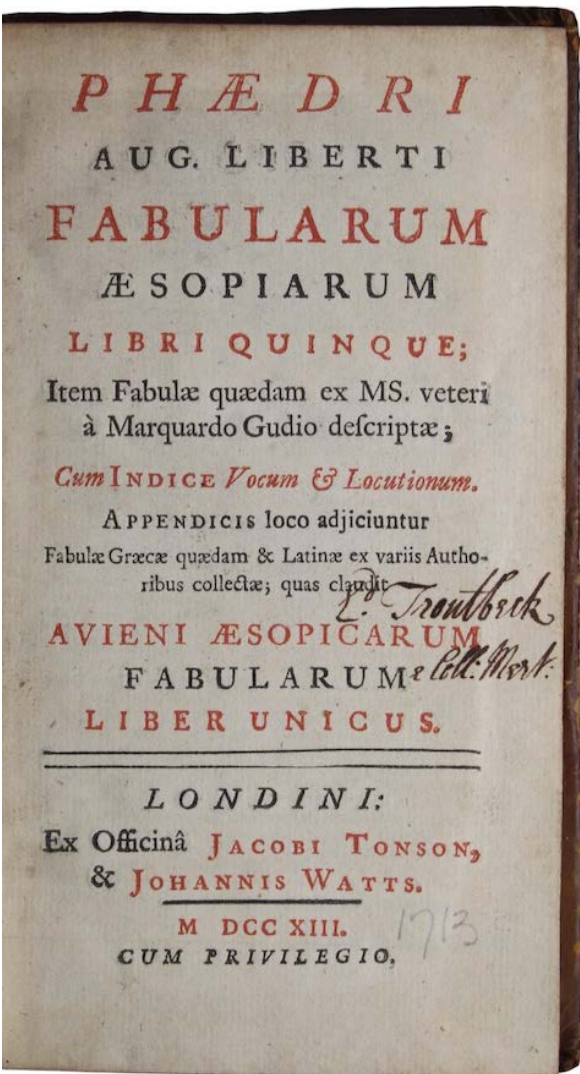 PHÆDRI
AUG. LIBERTI
FABULARUM
ÆSOPIARUM
LIBRI QUINQUE;
Item Fabulæ quædam ex MS. veteri
à Marquardo Gudio deſcriptæ;
Cum INDICE Vocum & Locutionum.
APPENDICIS loco adjiciuntur
Fabulæ Græcæ quædam & Latinæ ex variis Autho-
ribus collectæ; quas claudit
Ed. Troutbeck
AVIENI ÆSOPICARUM
e Coll: Mert:
FABULARUM
LIBER UNICUS.
LONDINI:
Ex Officinâ JACOBI TONSON,
& JOHANNIS WATTS.
M DCC XIII.
1713
CUM PRIVILEGIO.